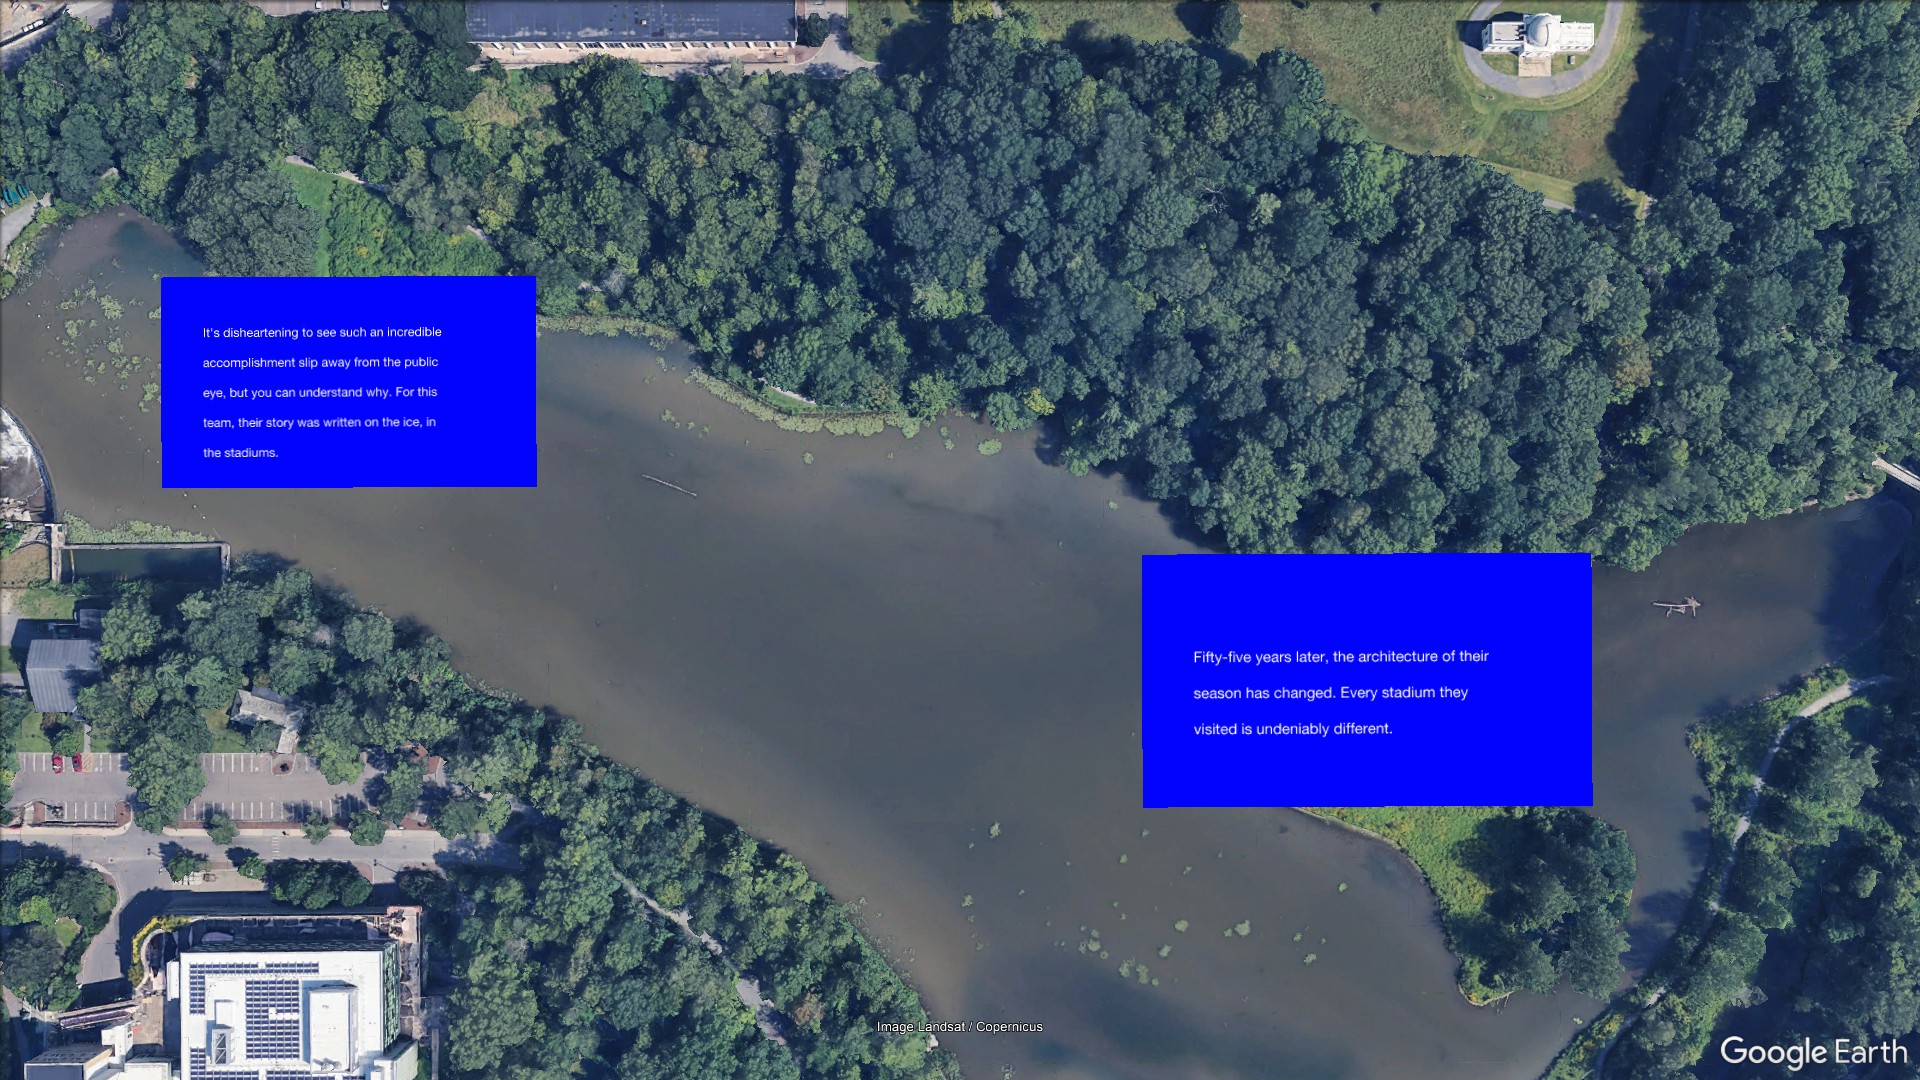 It's disheartening to see such an incredible
accomplishment slip away from the public
eye, but you can understand why. For this
team, their story was written on the ice, in
the stadiums.
Fifty-five years later, the architecture of their
season has changed. Every stadium they
visited is undeniably different.
Image Landsat / Copernicus
Google Earth